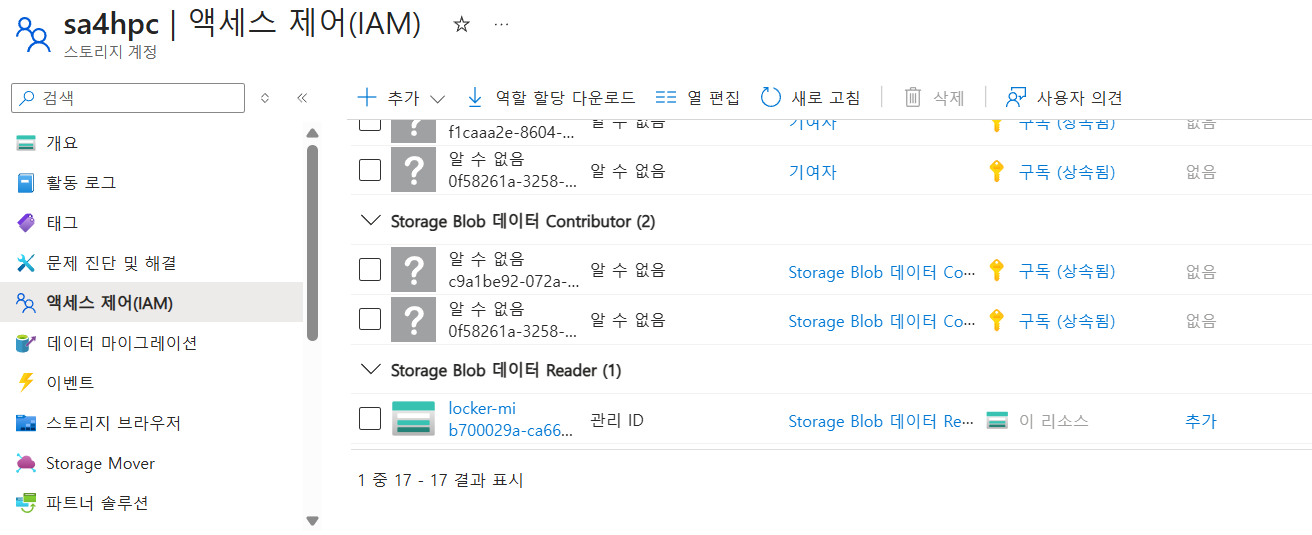 sa4hpc | 액세스 제어(IAM)
스토리지 계정
검색
개요
활동 로그
태그
문제 진단 및 해결
액세스 제어(IAM)
데이터 마이그레이션
이벤트
스토리지 브라우저
Storage Mover
파트너 솔루션
추가
역할 할당 다운로드
열 편집
새로 고침
삭제
사용자 의견
f1caaa2e-8604-... 알 수 없음 기여자 구독 (상속됨) 없음
알 수 없음
0f58261a-3258-... 알 수 없음 기여자 구독 (상속됨) 없음
Storage Blob 데이터 Contributor (2)
알 수 없음
c9a1be92-072a-... 알 수 없음 Storage Blob 데이터 Co... 구독 (상속됨) 없음
알 수 없음
0f58261a-3258-... 알 수 없음 Storage Blob 데이터 Co... 구독 (상속됨) 없음
Storage Blob 데이터 Reader (1)
locker-mi
b700029a-ca66... 관리 ID Storage Blob 데이터 Re... 이 리소스 추가
1 중 17 - 17 결과 표시